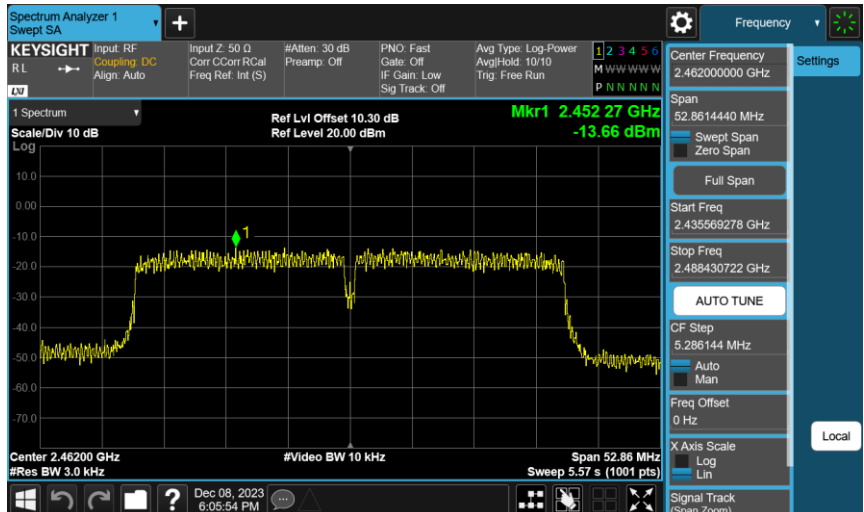 Spectrum Analyzer 1
Swept SA
+
Frequency
KEYSIGHT
RL
LXI
Input: RF
Coupling: DC
Align: Auto
Input Z: 50 Ω
Corr CCorr RCal
Freq Ref: Int (S)
#Atten: 30 dB
Preamp: Off
PNO: Fast
Gate: Off
IF Gain: Low
Sig Track: Off
Avg Type: Log-Power
Avg|Hold: 10/10
Trig: Free Run
1 2 3 4 5 6
M W W W W W
P N N N N N
Center Frequency
2.462000000 GHz
Settings
Span
52.8614440 MHz
Swept Span
Zero Span
Full Span
Start Freq
2.435569278 GHz
Stop Freq
2.488430722 GHz
AUTO TUNE
CF Step
5.286144 MHz
Auto
Man
Freq Offset
0 Hz
X Axis Scale
Log
Lin
Signal Track
(Span Zoom)
Local
1 Spectrum
Scale/Div 10 dB
Ref Lvl Offset 10.30 dB
Ref Level 20.00 dBm
Mkr1 2.452 27 GHz
-13.66 dBm
Log
10.0
0.00
-10.0
-20.0
-30.0
-40.0
-50.0
-60.0
-70.0
1
Center 2.46200 GHz
#Res BW 3.0 kHz
#Video BW 10 kHz
Span 52.86 MHz
Sweep 5.57 s (1001 pts)
?
Dec 08, 2023
6:05:54 PM